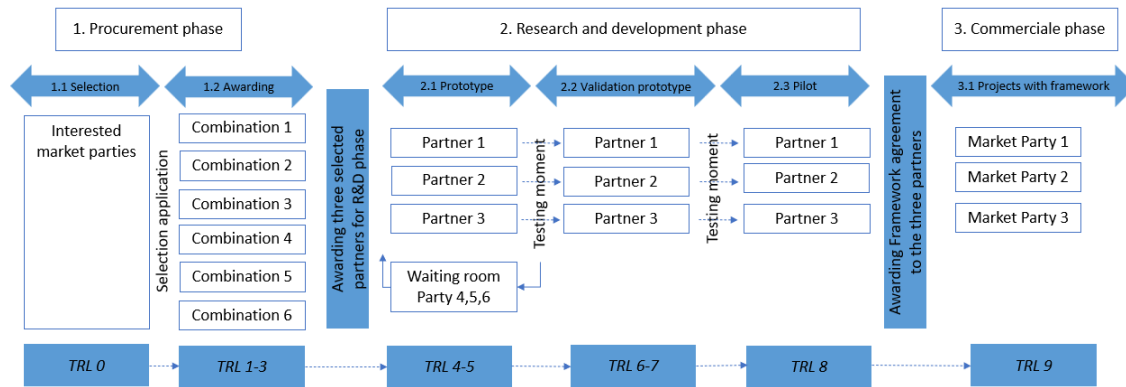 1. Procurement phase
2. Research and development phase
3. Commerciale phase
1.1 Selection
1.2 Awarding
2.1 Prototype
2.2 Validation prototype
2.3 Pilot
3.1 Projects with framework
Interested
market parties
Selection application
Combination 1
Combination 2
Combination 3
Combination 4
Combination 5
Combination 6
Awarding three selected
partners for R&D phase
Partner 1
Partner 2
Partner 3
Waiting room
Party 4,5,6
Testing moment
Partner 1
Partner 2
Partner 3
Testing moment
Partner 1
Partner 2
Partner 3
Awarding Framework agreement
to the three partners
Market Party 1
Market Party 2
Market Party 3
TRL 0
TRL 1-3
TRL 4-5
TRL 6-7
TRL 8
TRL 9